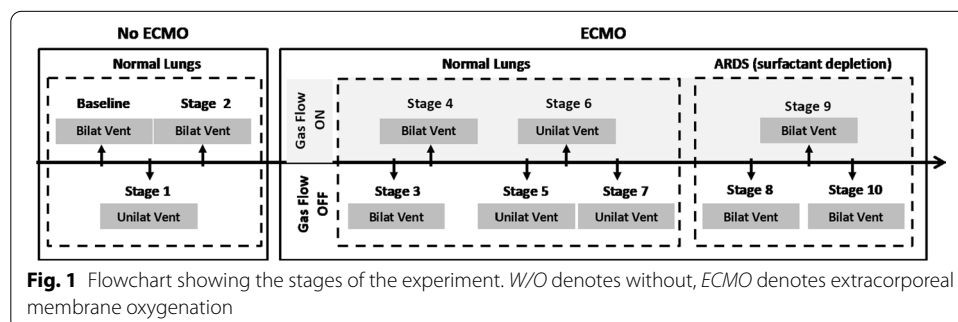 No ECMO
ECMO
Normal Lungs
Normal Lungs
ARDS (surfactant depletion)
Baseline
Stage 2
Bilat Vent
Bilat Vent
Stage 1
Unilat Vent
Gas Flow
ON
Gas Flow
OFF
Stage 4
Bilat Vent
Stage 6
Unilat Vent
Stage 9
Bilat Vent
Stage 3
Bilat Vent
Stage 5
Stage 7
Unilat Vent
Unilat Vent
Stage 8
Stage 10
Bilat Vent
Bilat Vent
Fig. 1 Flowchart showing the stages of the experiment. W/O denotes without, ECMO denotes extracorporeal
membrane oxygenation